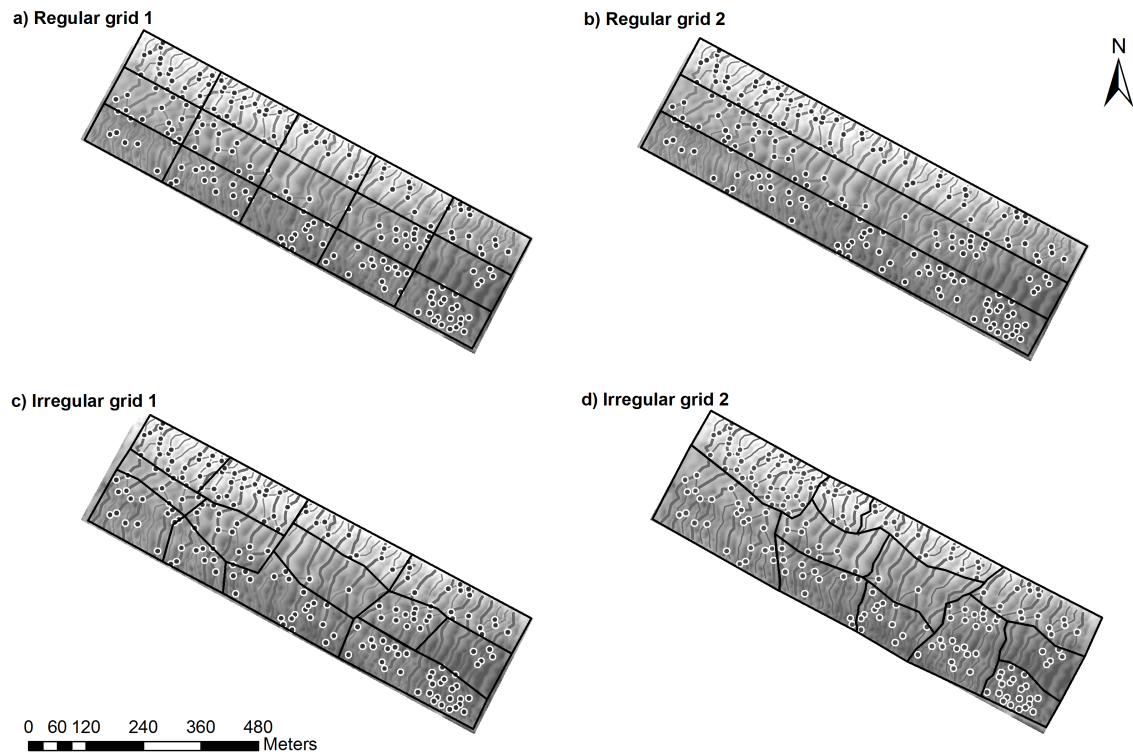 a) Regular grid 1
b) Regular grid 2
N
c) Irregular grid 1
d) Irregular grid 2
0 60 120 240 360 480
Meters